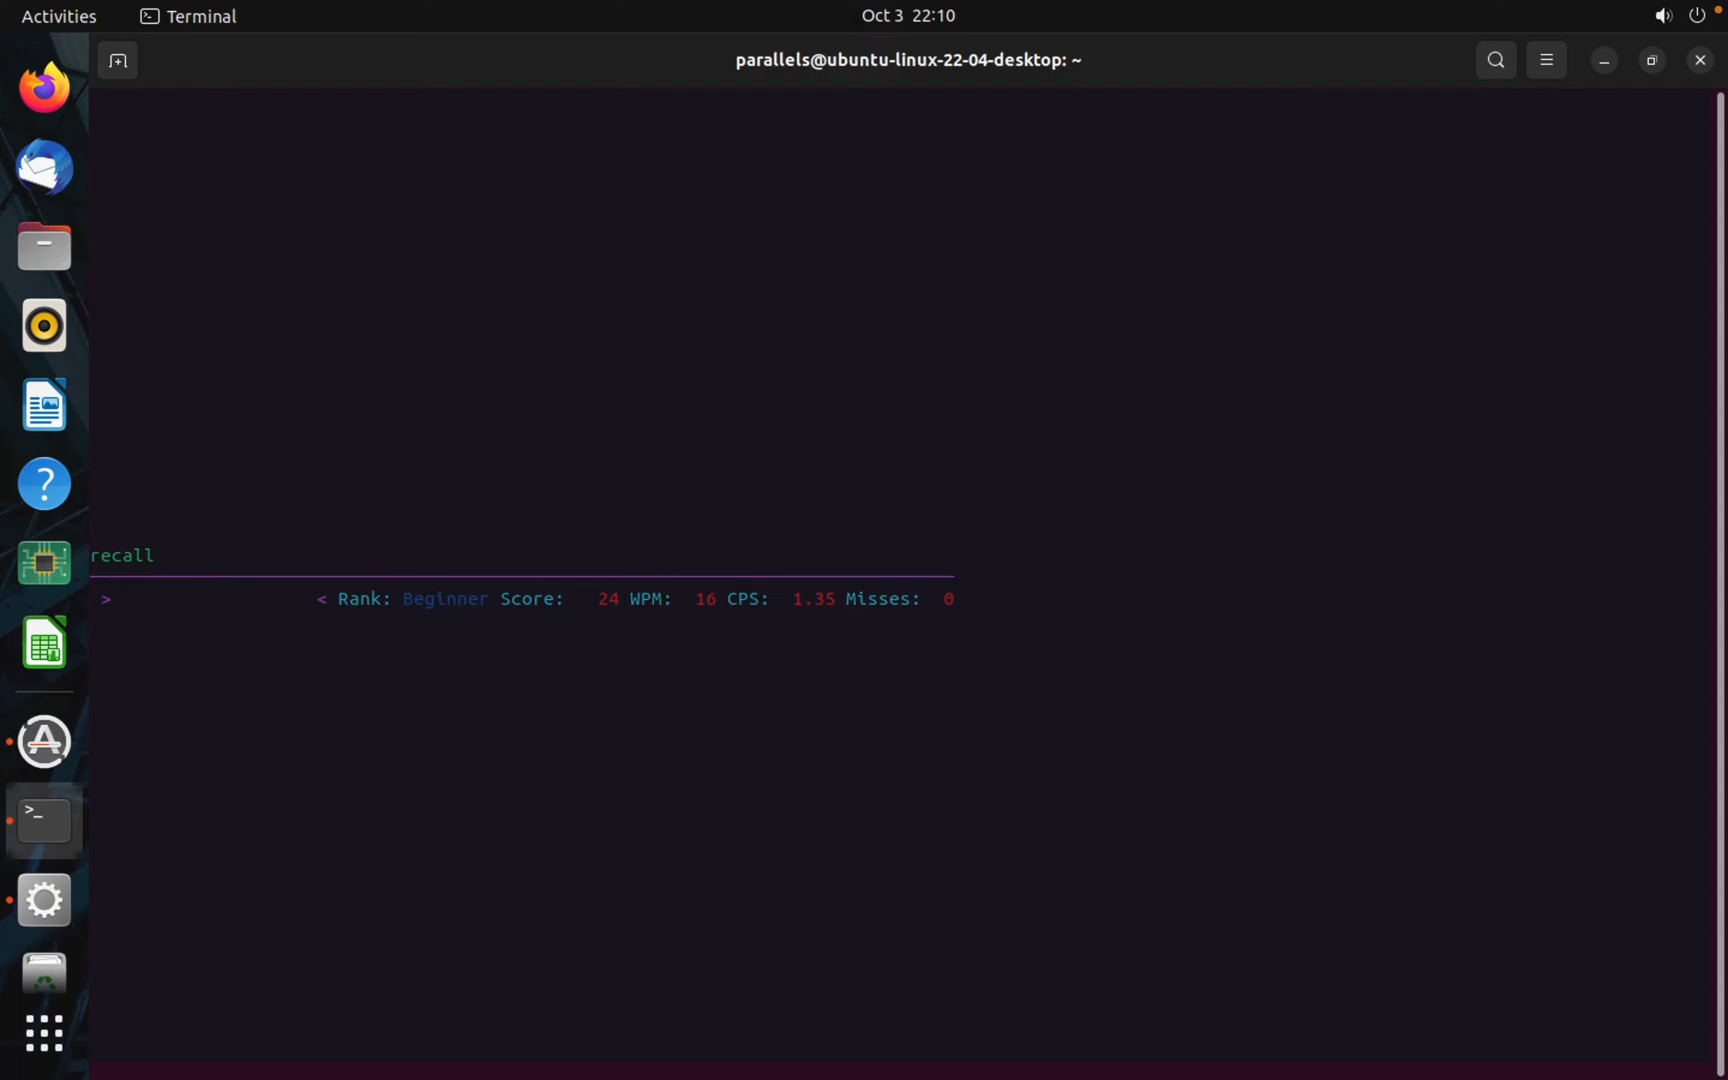 Activities Terminal Oct 3 22:10
parallels@ubuntu-linux-22-04-desktop: ~
recall
> < Rank: Beginner Score: 24 WPM: 16 CPS: 1.35 Misses: 0